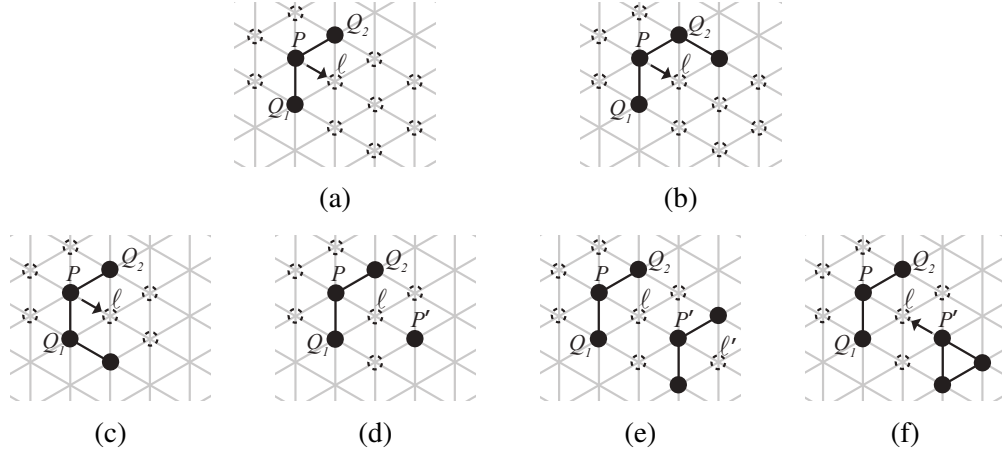 P Q₂
ℓ
Q₁
(a)
P Q₂
ℓ
Q₁
(b)
Q₂
P
ℓ
Q₁
(c)
Q₂
P
ℓ
Q₁ P′
(d)
Q₂
P
ℓ
Q₁ P′
ℓ′
(e)
Q₂
P
ℓ
Q₁ P′
(f)